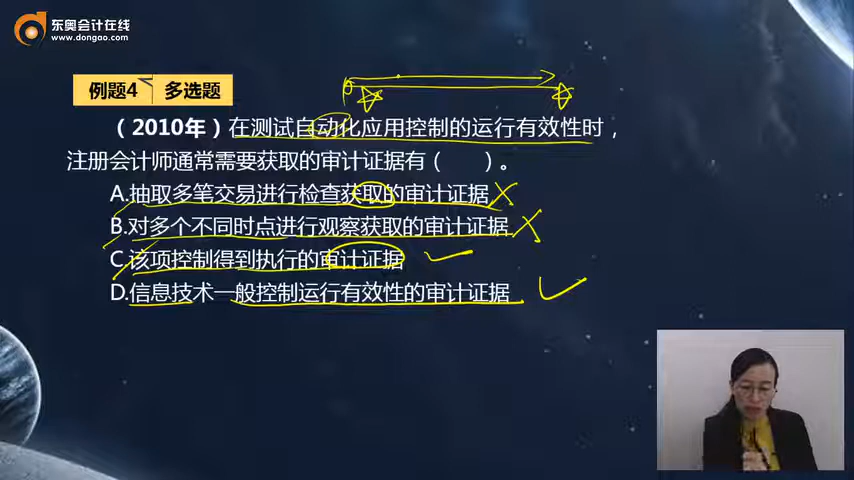 东奥会计在线
www.dongao.com
例题4 多选题
（2010年）在测试自动化应用控制的运行有效性时，
注册会计师通常需要获取的审计证据有（　　）。
A.抽取多笔交易进行检查获取的审计证据
B.对多个不同时点进行观察获取的审计证据
C.该项控制得到执行的审计证据
D.信息技术一般控制运行有效性的审计证据